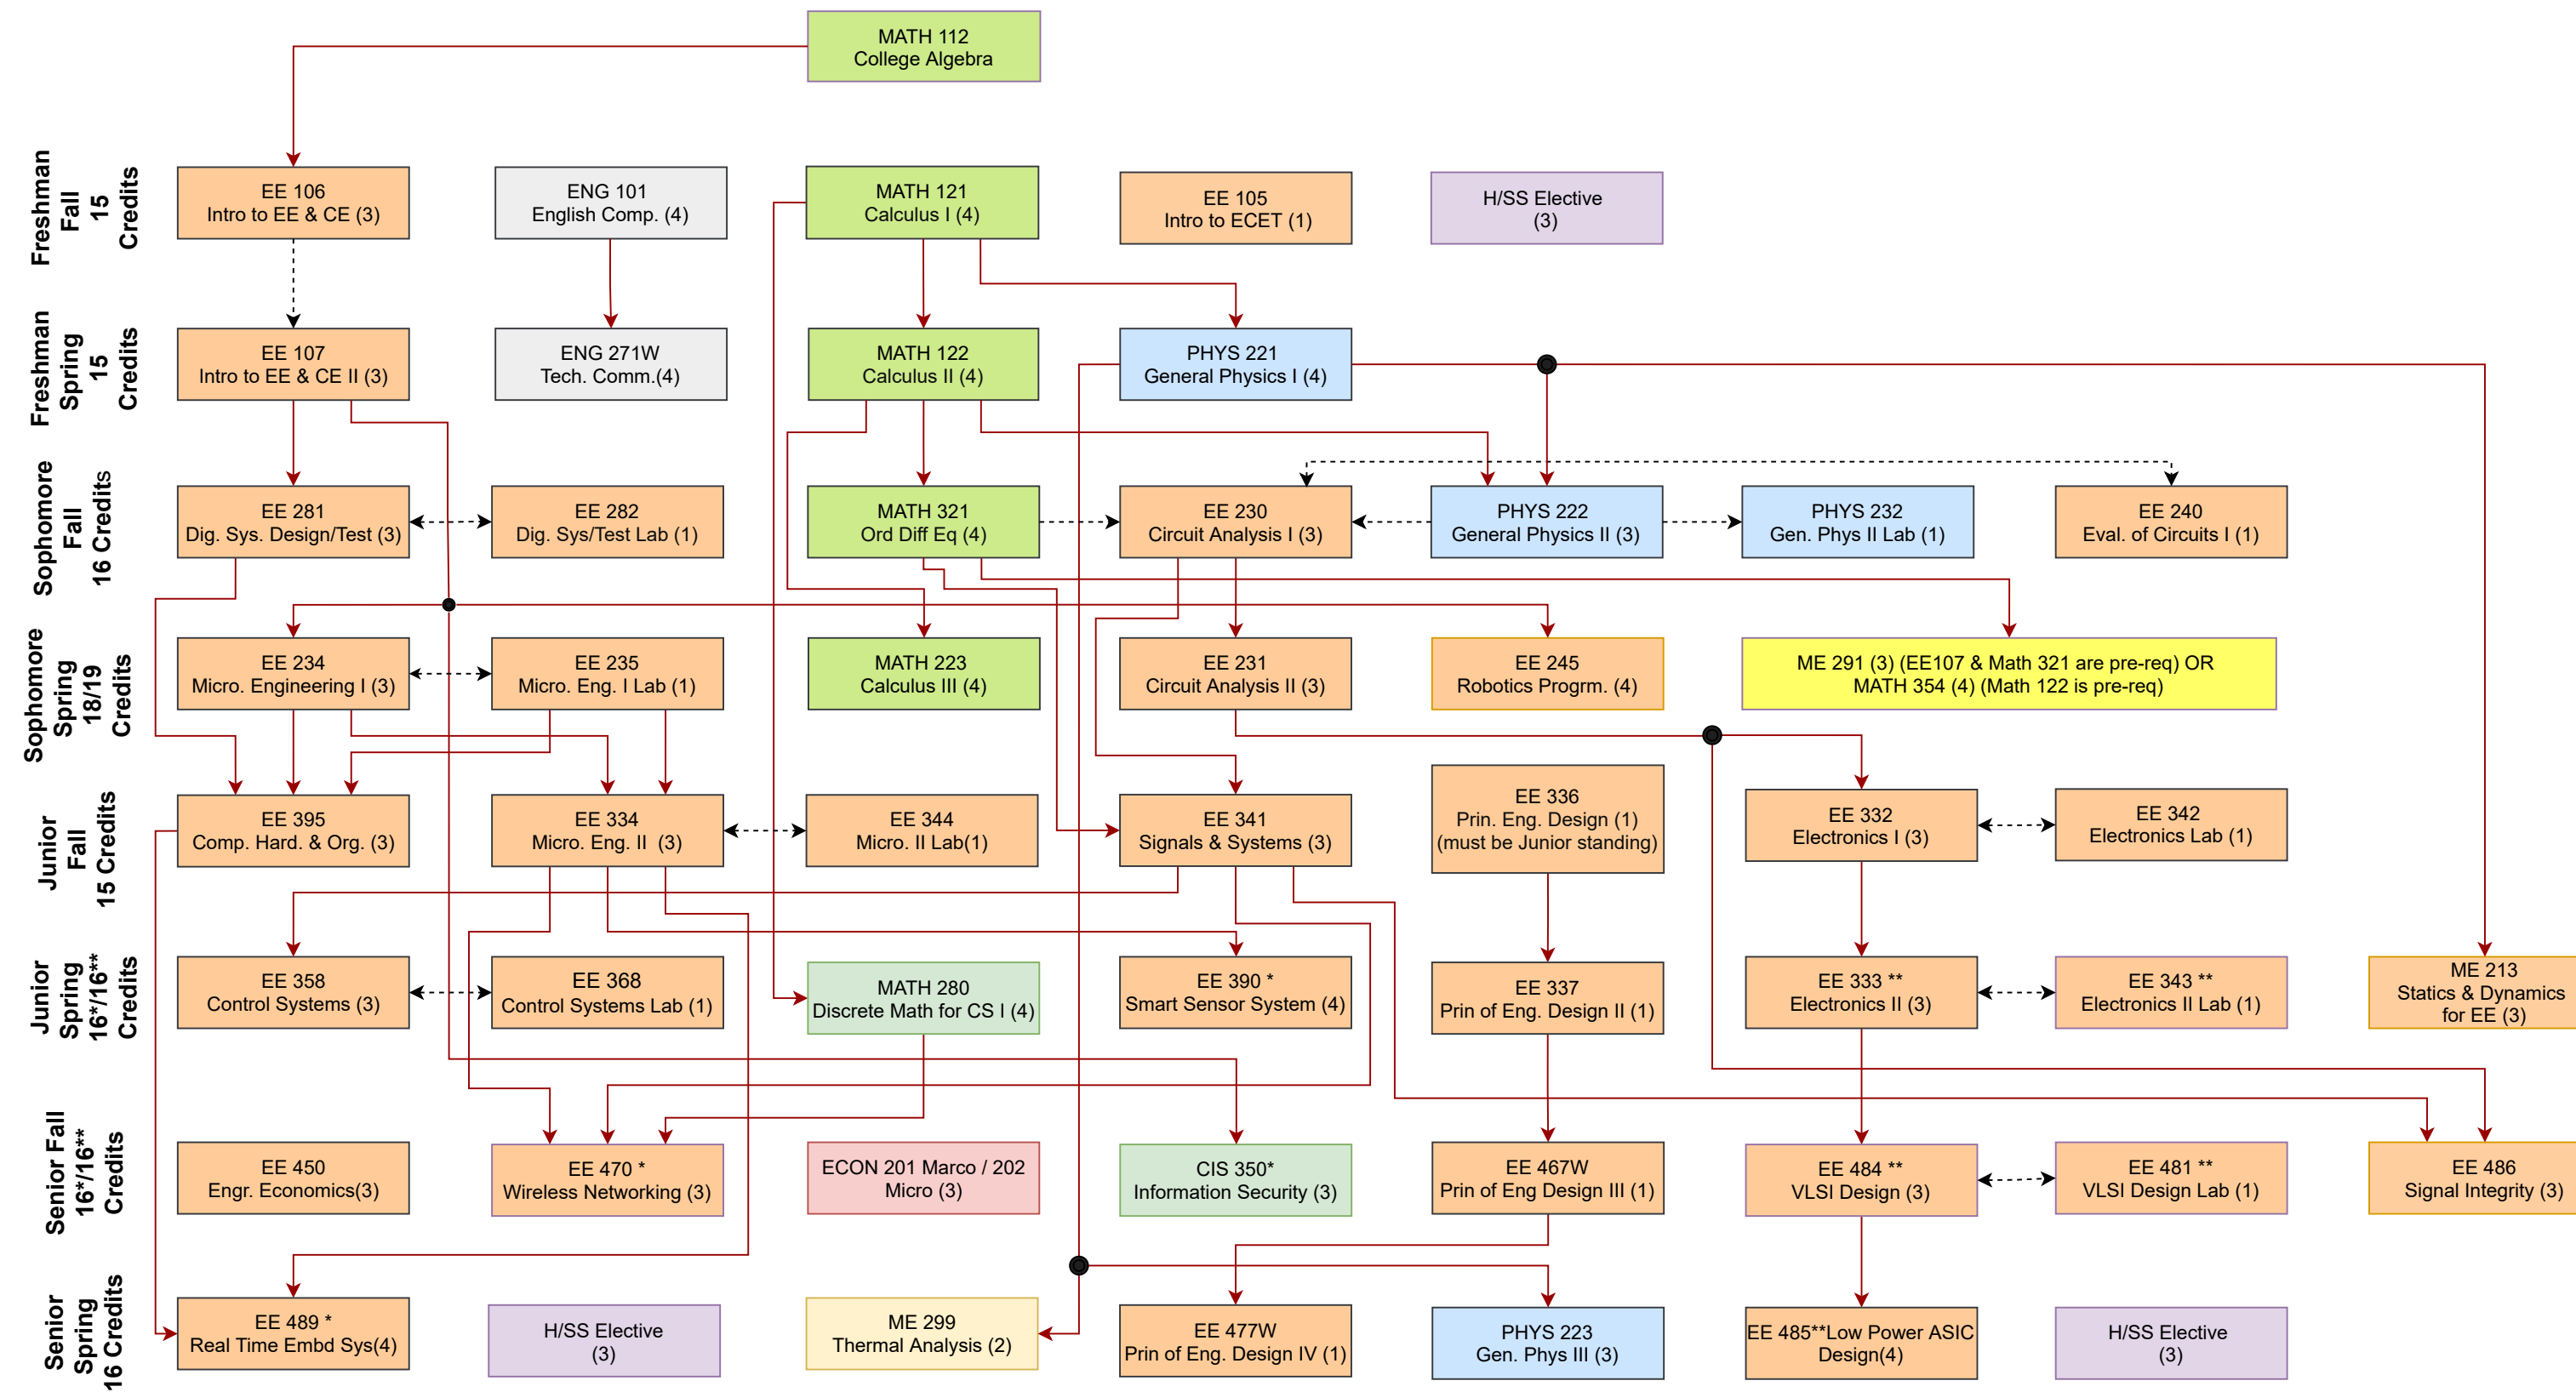 MATH 112
College Algebra
Freshman
Fall
15
Credits
EE 106
Intro to EE & CE (3)
ENG 101
English Comp. (4)
MATH 121
Calculus I (4)
EE 105
Intro to ECET (1)
H/SS Elective
(3)
Freshman
Spring
15
Credits
EE 107
Intro to EE & CE II (3)
ENG 271W
Tech. Comm.(4)
MATH 122
Calculus II (4)
PHYS 221
General Physics I (4)
Sophomore
Fall
16 Credits
EE 281
Dig. Sys. Design/Test (3)
EE 282
Dig. Sys/Test Lab (1)
MATH 321
Ord Diff Eq (4)
EE 230
Circuit Analysis I (3)
PHYS 222
General Physics II (3)
PHYS 232
Gen. Phys II Lab (1)
EE 240
Eval. of Circuits I (1)
Sophomore
Spring
18/19
Credits
EE 234
Micro. Engineering I (3)
EE 235
Micro. Eng. I Lab (1)
MATH 223
Calculus III (4)
EE 231
Circuit Analysis II (3)
EE 245
Robotics Progrm. (4)
ME 291 (3) (EE107 & Math 321 are pre-req) OR
MATH 354 (4) (Math 122 is pre-req)
Junior
Fall
15 Credits
EE 395
Comp. Hard. & Org. (3)
EE 334
Micro. Eng. II (3)
EE 344
Micro. II Lab(1)
EE 341
Signals & Systems (3)
EE 336
Prin. Eng. Design (1)
(must be Junior standing)
EE 332
Electronics I (3)
EE 342
Electronics Lab (1)
Junior
Spring
16*/16**
Credits
EE 358
Control Systems (3)
EE 368
Control Systems Lab (1)
MATH 280
Discrete Math for CS I (4)
EE 390 *
Smart Sensor System (4)
EE 337
Prin of Eng. Design II (1)
EE 333 **
Electronics II (3)
EE 343 **
Electronics II Lab (1)
ME 213
Statics & Dynamics
for EE (3)
Senior Fall
16*/16**
Credits
EE 450
Engr. Economics(3)
EE 470 *
Wireless Networking (3)
ECON 201 Marco / 202
Micro (3)
CIS 350*
Information Security (3)
EE 467W
Prin of Eng Design III (1)
EE 484 **
VLSI Design (3)
EE 481 **
VLSI Design Lab (1)
EE 486
Signal Integrity (3)
Senior
Spring
16 Credits
EE 489 *
Real Time Embd Sys(4)
H/SS Elective
(3)
ME 299
Thermal Analysis (2)
EE 477W
Prin of Eng. Design IV (1)
PHYS 223
Gen. Phys III (3)
EE 485**Low Power ASIC
Design(4)
H/SS Elective
(3)